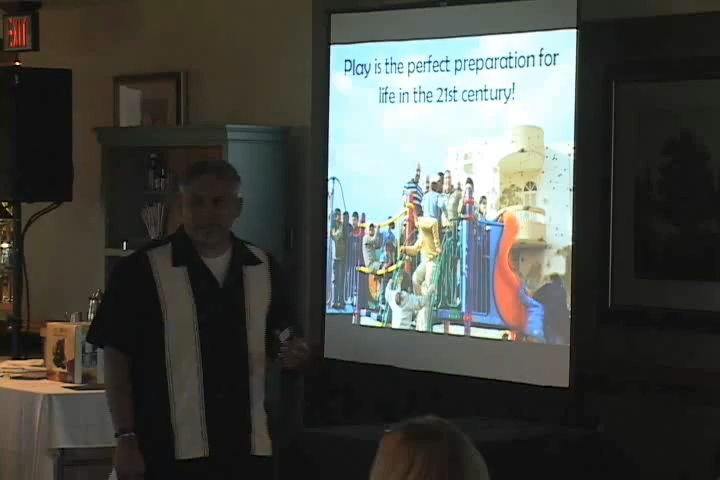 EXIT
Play is the perfect preparation for
life in the 21st century!